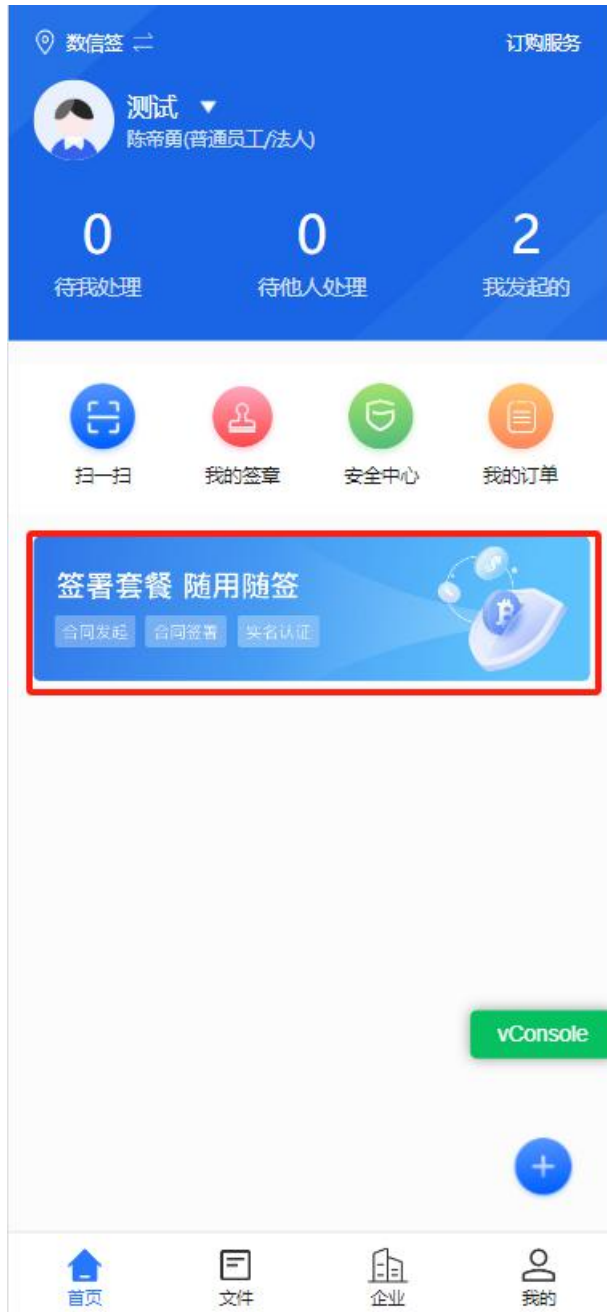 数信签
订购服务
测试
陈帝勇(普通员工/法人)
0
0
2
待我处理
待他人处理
我发起的
扫一扫
我的签章
安全中心
我的订单
签署套餐 随用随签
合同发起
合同签署
实名认证
vConsole
首页
文件
企业
我的